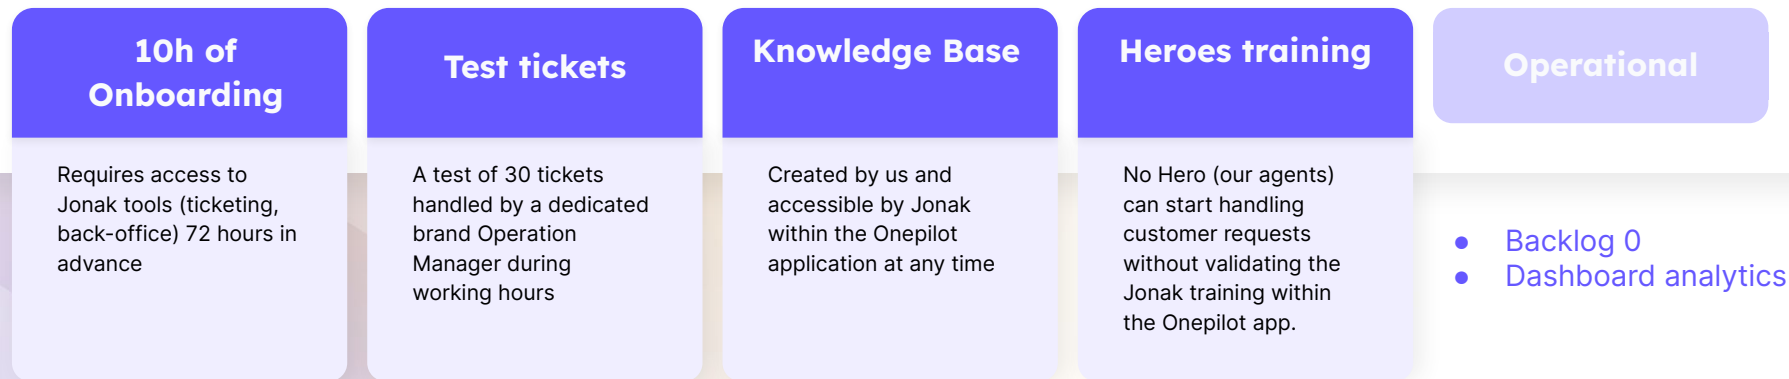 10h of
Onboarding
Requires access to
Jonak tools (ticketing,
back-office) 72 hours in
advance
Test tickets
A test of 30 tickets
handled by a dedicated
brand Operation
Manager during
working hours
Knowledge Base
Created by us and
accessible by Jonak
within the Onepilot
application at any time
Heroes training
No Hero (our agents)
can start handling
customer requests
without validating the
Jonak training within
the Onepilot app.
Operational
● Backlog 0
● Dashboard analytics